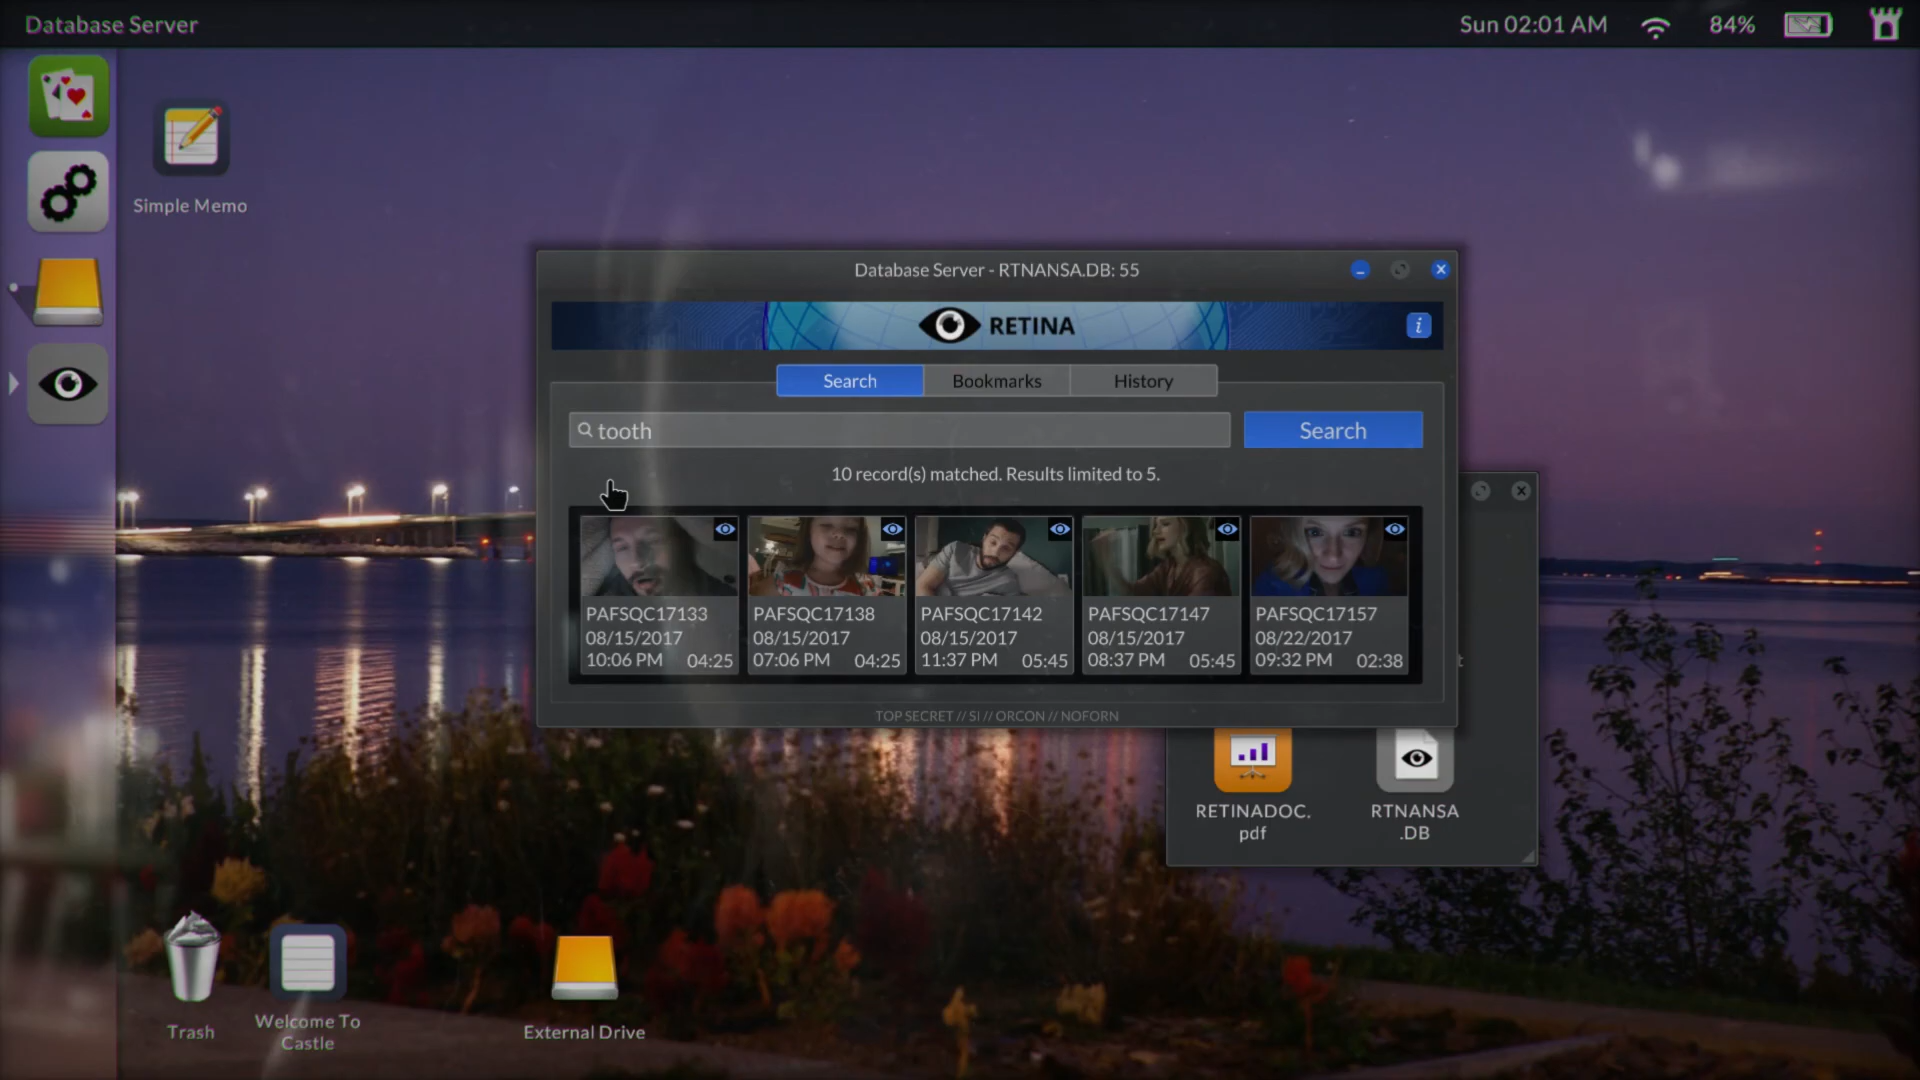 Database Server
Sun 02:01 AM
84%
Simple Memo
Database Server - RTNANSA.DB: 55
RETINA
i
Search
Bookmarks
History
tooth
Search
10 record(s) matched. Results limited to 5.
PAFSQC17133
08/15/2017
10:06 PM 04:25
PAFSQC17138
08/15/2017
07:06 PM 04:25
PAFSQC17142
08/15/2017
11:37 PM 05:45
PAFSQC17147
08/15/2017
08:37 PM 05:45
PAFSQC17157
08/22/2017
09:32 PM 02:38
t
TOP SECRET // SI // ORCON // NOFORN
RETINADOC.
pdf
RTNANSA
.DB
Trash
Welcome To
Castle
External Drive